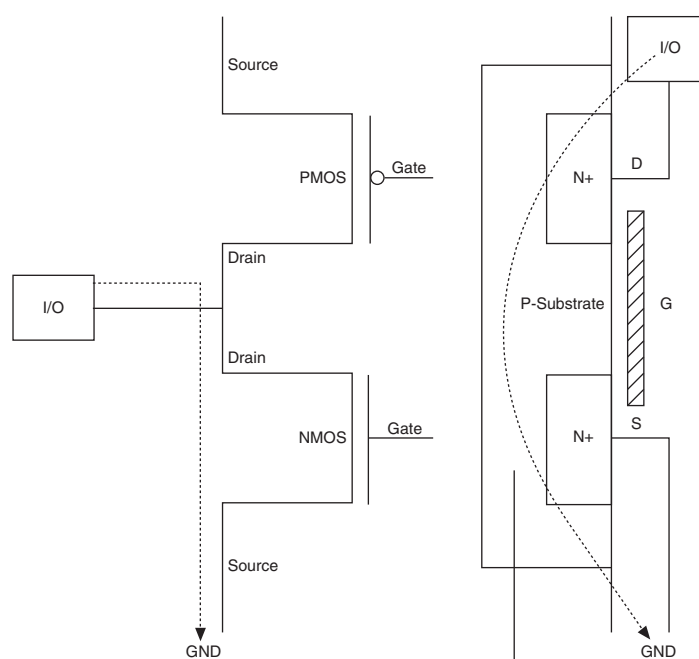 Source
PMOS
Gate
Drain
I/O
Drain
NMOS
Gate
Source
GND
I/O
N+
D
P-Substrate
G
N+
S
GND